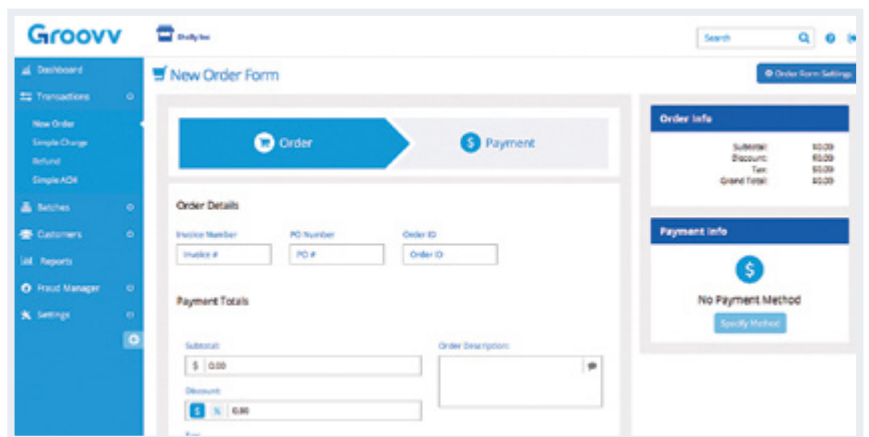 Groovv
Shelly Inc
Search
Dashboard
Transactions
New Order
Simple Charge
Refund
Simple ACH
Batches
Customers
Reports
Fraud Manager
Settings
New Order Form
Order Form Settings
Order
Payment
Order Details
Invoice Number PO Number Order ID
Invoice # PO # Order ID
Payment Totals
Subtotal:
$ 0.00
Order Description:
Discount:
$ % 0.00
Tax:
Order Info
Subtotal: $0.00
Discount: $0.00
Tax: $0.00
Grand Total: $0.00
Payment Info
$
No Payment Method
Specify Method